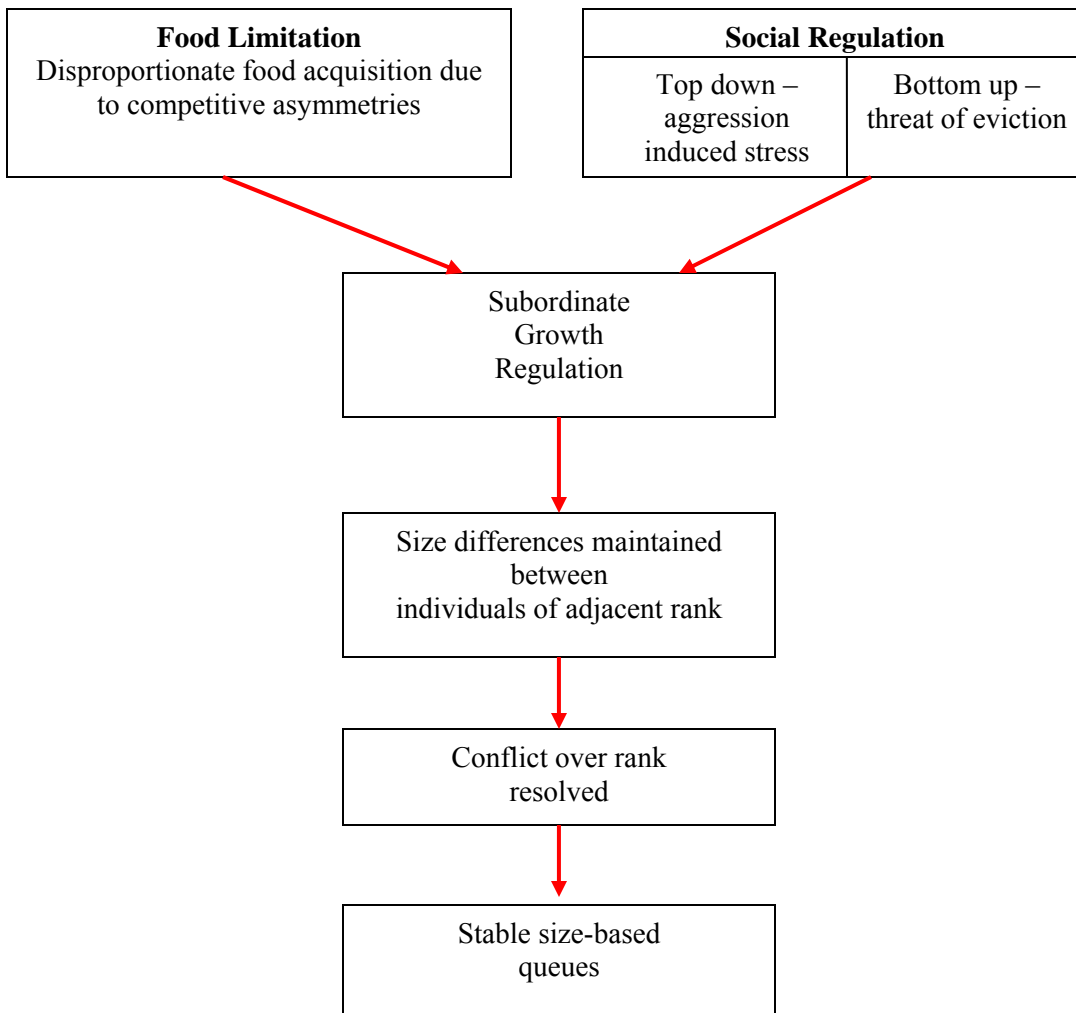 Food Limitation
Disproportionate food acquisition due
to competitive asymmetries
Social Regulation
Top down –
aggression
induced stress
Bottom up –
threat of eviction
Subordinate
Growth
Regulation
Size differences maintained
between
individuals of adjacent rank
Conflict over rank
resolved
Stable size-based
queues